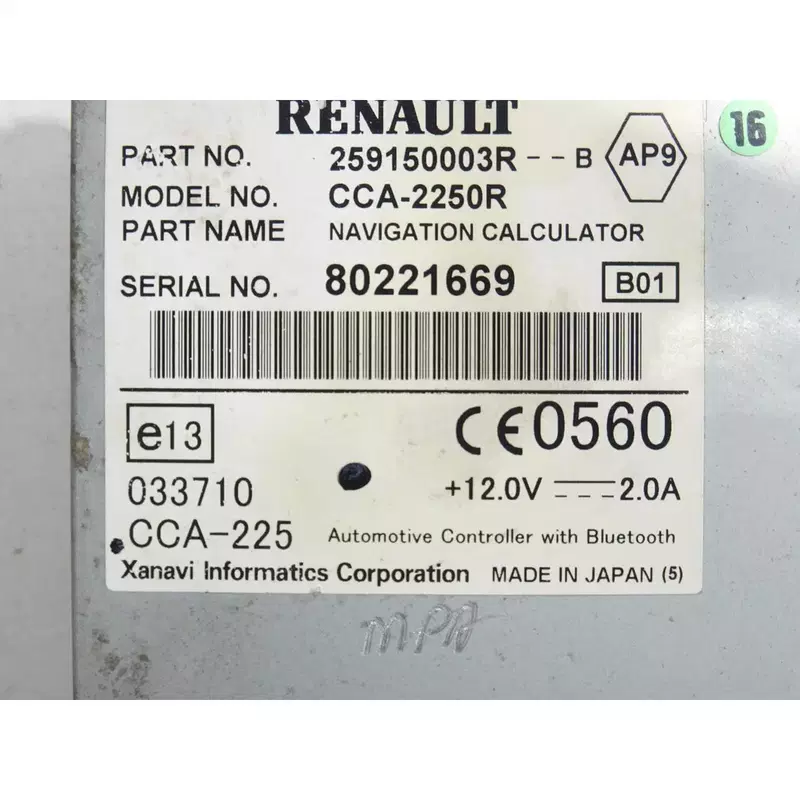 RENAULT
16
PART NO. 259150003R--B AP9
MODEL NO. CCA-2250R
PART NAME NAVIGATION CALCULATOR
SERIAL NO. 80221669 B01
e13 CE0560
033710 +12.0V 2.0A
CCA-225 Automotive Controller with Bluetooth
Xanavi Informatics Corporation MADE IN JAPAN (5)